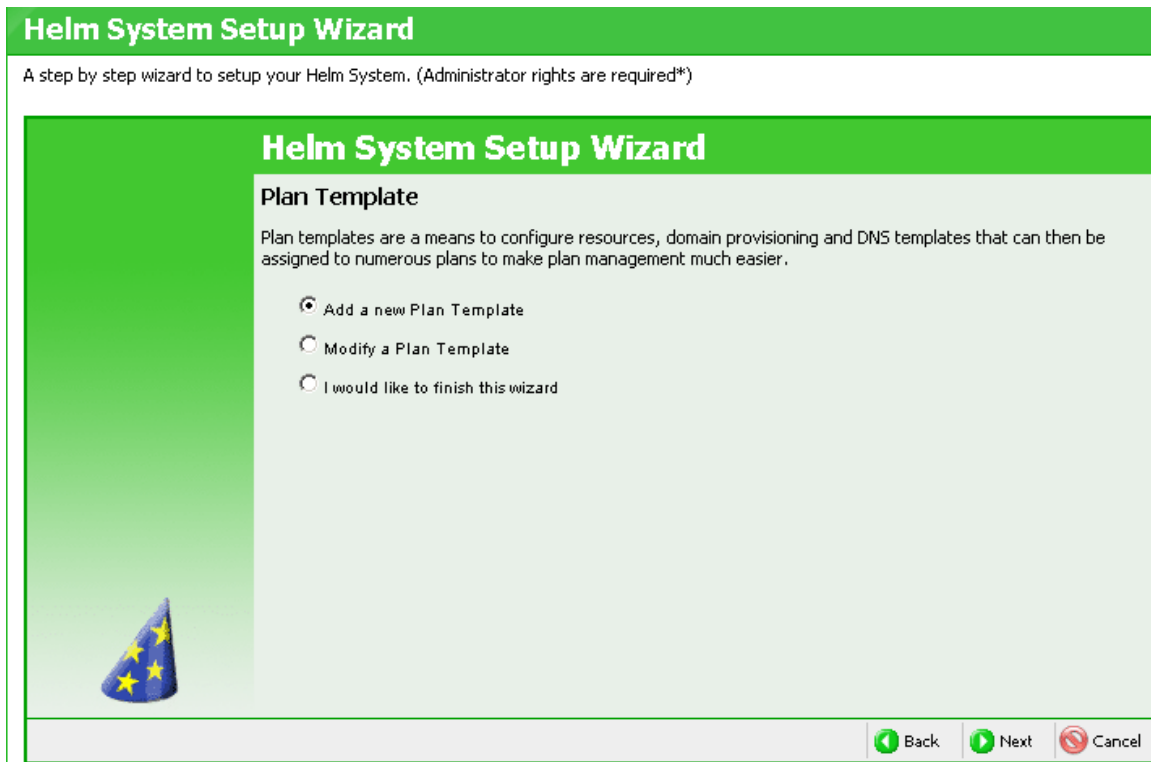 Helm System Setup Wizard
A step by step wizard to setup your Helm System. (Administrator rights are required*)
Helm System Setup Wizard
Plan Template
Plan templates are a means to configure resources, domain provisioning and DNS templates that can then be
assigned to numerous plans to make plan management much easier.
Add a new Plan Template
Modify a Plan Template
I would like to finish this wizard
Back Next Cancel